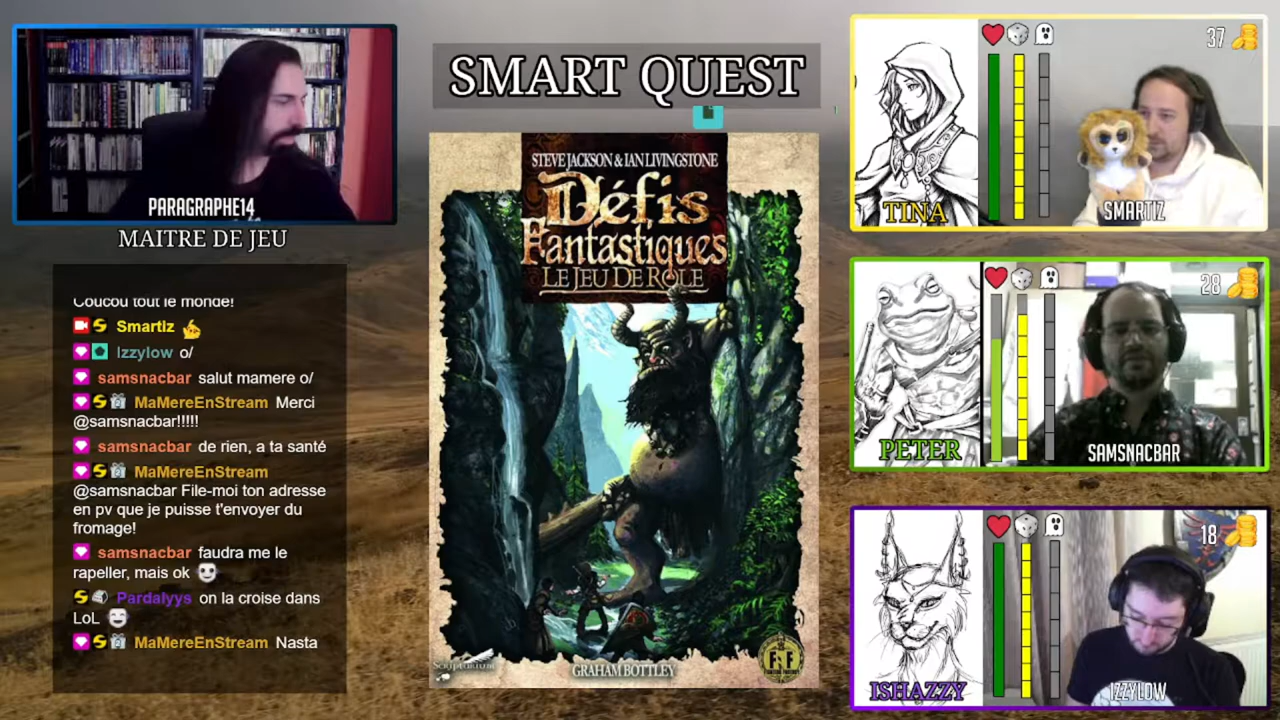 SMART QUEST
PARAGRAPHE14
MAITRE DE JEU
Coucou tout le monde!
Smartiz
Izzylow o/
samsnacbar salut mamere o/
MaMereEnStream Merci
@samsnacbar!!!!!
samsnacbar de rien, a ta santé
MaMereEnStream
@samsnacbar File-moi ton adresse
en pv que je puisse t'envoyer du
fromage!
samsnacbar faudra me le
rapeller, mais ok
Pardalyys on la croise dans
LoL
MaMereEnStream Nasta
STEVE JACKSON & IAN LIVINGSTONE
Défis
Fantastiques
LE JEU DE RÔLE
SCRIPTARIUM
GRAHAM BOTTLEY
FF
37
TINA
SMARTIZ
28
PETER
SAMSNACBAR
18
ISHAZZY
IZZYLOW